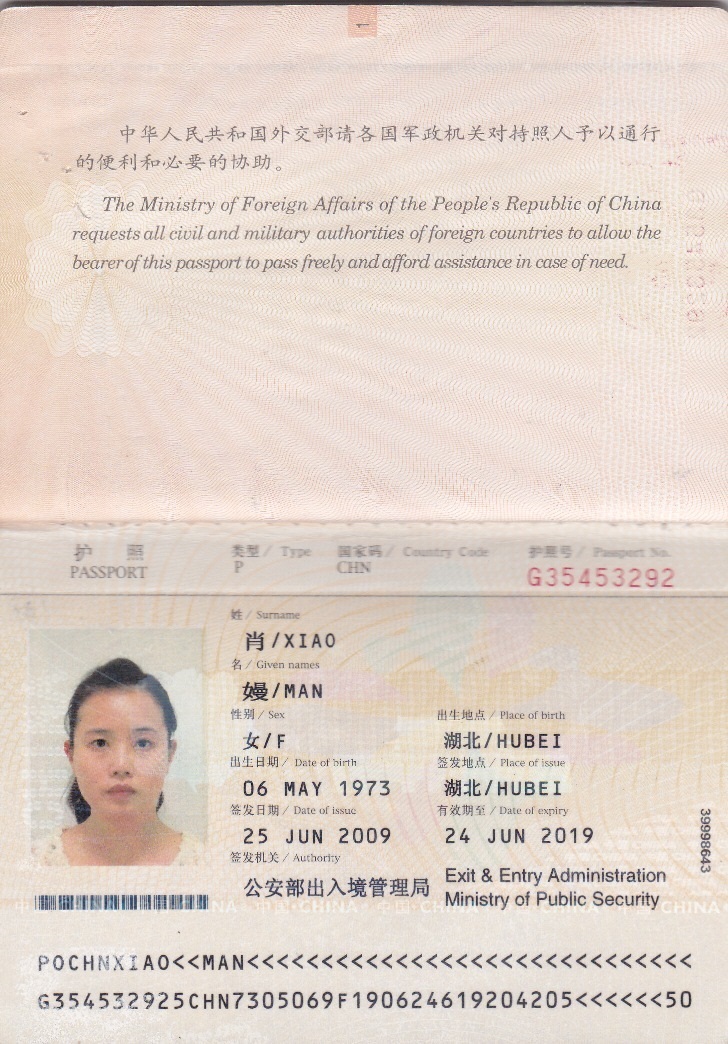 1
中华人民共和国外交部请各国军政机关对持照人予以通行
的便利和必要的协助。
The Ministry of Foreign Affairs of the People's Republic of China
requests all civil and military authorities of foreign countries to allow the
bearer of this passport to pass freely and afford assistance in case of need.
护 照 类型 / Type 国家码 / Country Code 护照号 / Passport No.
PASSPORT P CHN G35453292
姓 / Surname
肖/XIAO
名 / Given names
嫚/MAN
性别 / Sex 出生地点 / Place of birth
女/F 湖北/HUBEI
出生日期 / Date of birth 签发地点 / Place of issue
06 MAY 1973 湖北/HUBEI
签发日期 / Date of issue 有效期至 / Date of expiry
25 JUN 2009 24 JUN 2019
签发机关 / Authority
公安部出入境管理局 Exit & Entry Administration
Ministry of Public Security
39998643
中国·CHINA
POCHNXIAO<<MAN<<<<<<<<<<<<<<<<<<<<<<<<<<<<<<
G354532925CHN7305069F190624619204205<<<<<<50